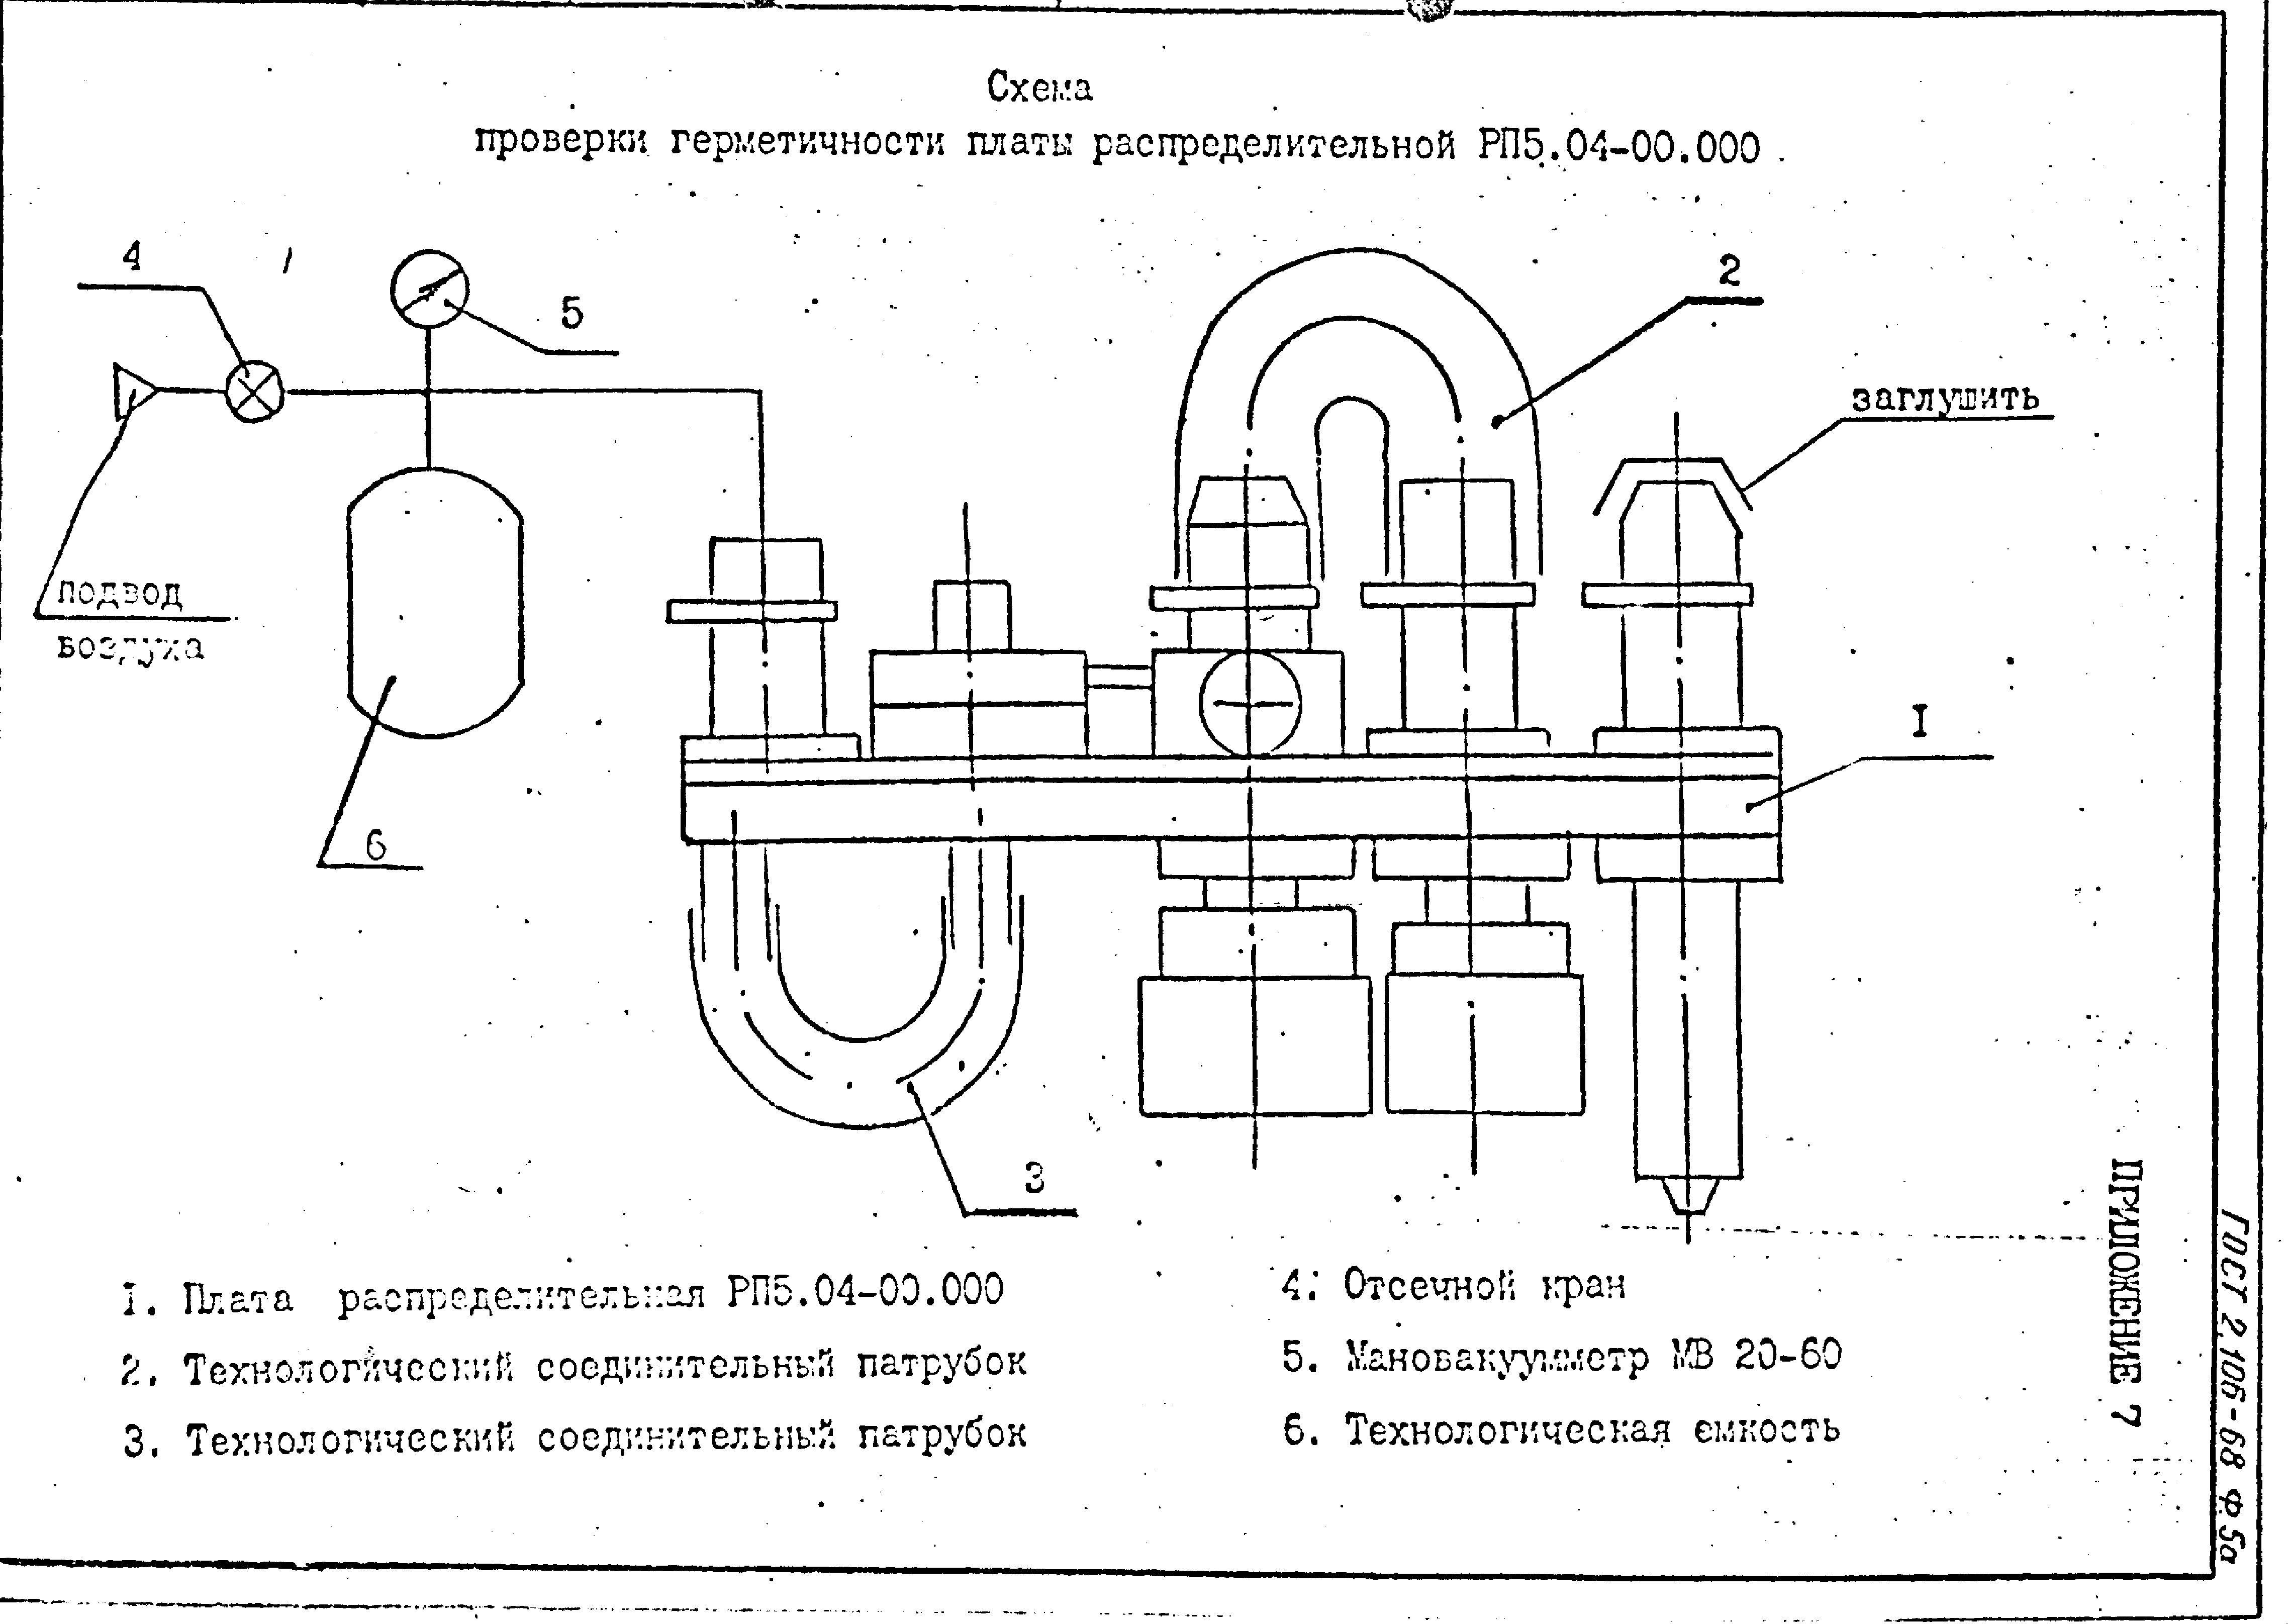 Схема
проверки герметичности платы распределительной РП5.04-00.000
4
5
2
заглушить
подвод
воздуха
I
6
3
I. Плата распределительная РП5.04-00.000
2. Технологический соединительный патрубок
3. Технологический соединительный патрубок
4. Отсечной кран
5. Мановакуумметр МВ 20-60
6. Технологическая емкость
ПРИЛОЖЕНИЕ 7
ГОСТ 2.106-68 Ф.5а